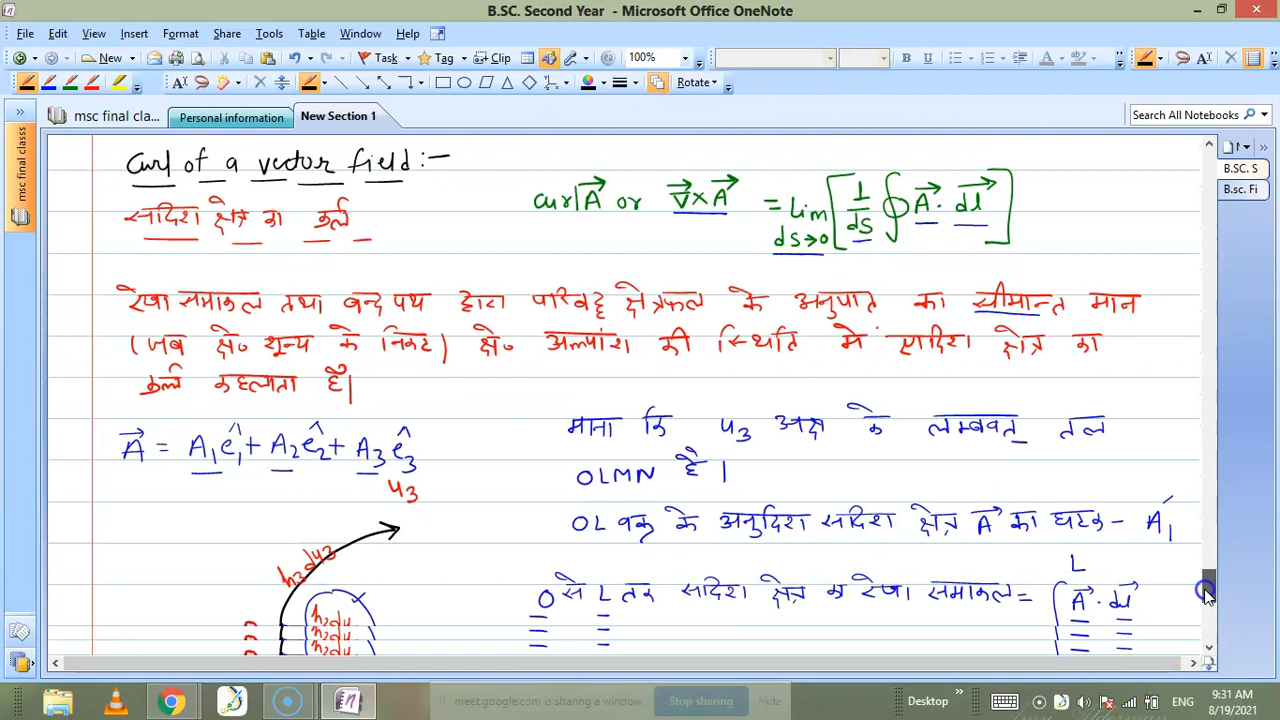 B.SC. Second Year - Microsoft Office OneNote
File Edit View Insert Format Share Tools Table Window Help
New 100% Task Tag Clip B U
Rotate
msc final cla... Personal information New Section 1 Search All Notebooks
msc final classs
B.SC. S
B.sc. Fi
Curl of a vector field:-
सदिश क्षेत्र का कर्ल
curl A⃗ or ∇⃗×A⃗ = lim ds→0 [1/ds ∮ A⃗ · dl⃗]
रेखा समाकल तथा बन्द पथ द्वारा परिबद्ध क्षेत्रफल के अनुपात का सीमान्त मान
(जब क्षे० शून्य के निकट) क्षे० अल्पांश की स्थिति में सदिश क्षेत्र का
कर्ल कहलाता है।
A⃗ = A₁ê₁ + A₂ê₂ + A₃ê₃
माना कि u₃ अक्ष के लम्बवत तल
OLMN है।
u₃
OL वक्र के अनुदिश सदिश क्षेत्र A⃗ का घटक - A₁
h₃du₃
O से L तक सदिश क्षेत्र का रेखा समाकल = ∫ L A⃗ · dl⃗
meet.google.com is sharing a window. Stop sharing Hide
Desktop
9:31 AM
8/19/2021